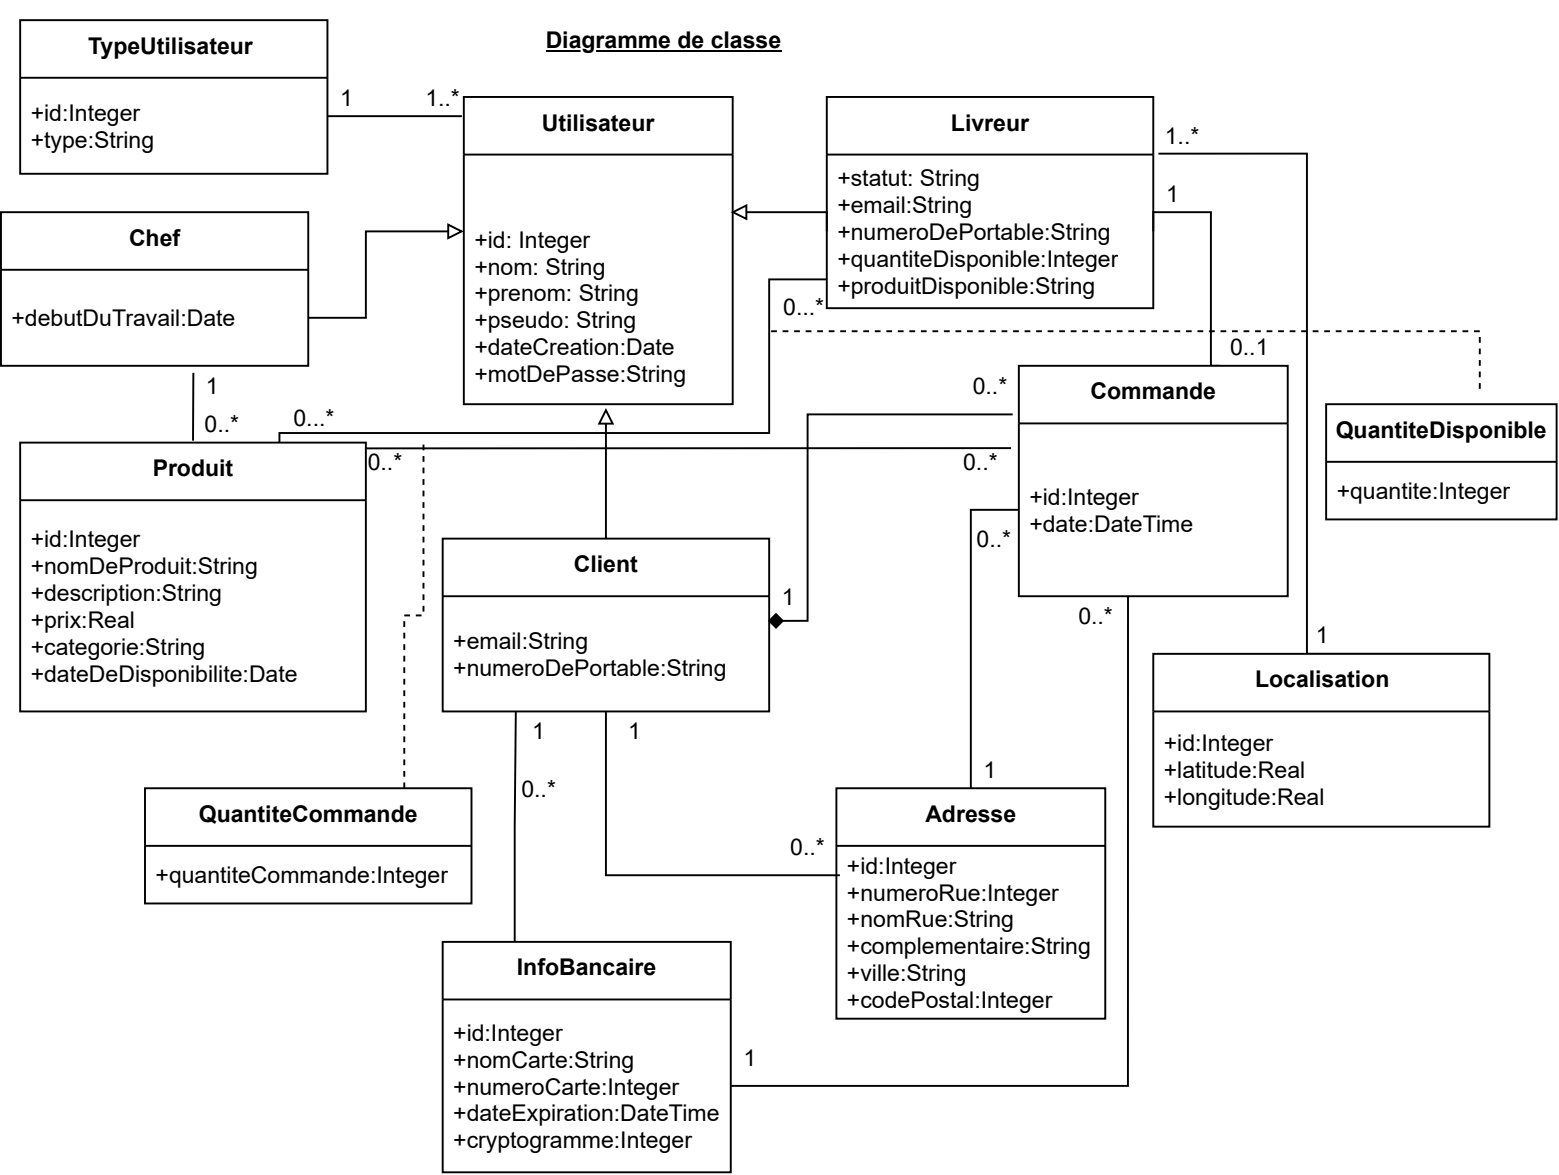 Diagramme de classe
TypeUtilisateur
+id:Integer
+type:String
1
1..*
Utilisateur
+id: Integer
+nom: String
+prenom: String
+pseudo: String
+dateCreation:Date
+motDePasse:String
Livreur
+statut: String
+email:String
+numeroDePortable:String
+quantiteDisponible:Integer
+produitDisponible:String
1..*
1
0...*
0..1
Chef
+debutDuTravail:Date
1
0..*
0...*
0..*
Produit
+id:Integer
+nomDeProduit:String
+description:String
+prix:Real
+categorie:String
+dateDeDisponibilite:Date
0..*
0..*
Commande
+id:Integer
+date:DateTime
0..*
0..*
QuantiteDisponible
+quantite:Integer
Client
+email:String
+numeroDePortable:String
1
1
1
0..*
1
Localisation
+id:Integer
+latitude:Real
+longitude:Real
QuantiteCommande
+quantiteCommande:Integer
1
0..*
Adresse
+id:Integer
+numeroRue:Integer
+nomRue:String
+complementaire:String
+ville:String
+codePostal:Integer
InfoBancaire
+id:Integer
+nomCarte:String
+numeroCarte:Integer
+dateExpiration:DateTime
+cryptogramme:Integer
1